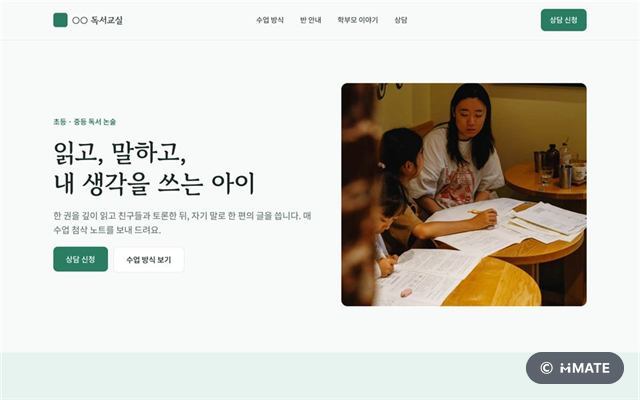 ○○ 독서교실
수업 방식 반 안내 학부모 이야기 상담
상담 신청
초등 · 중등 독서 논술
읽고, 말하고,
내 생각을 쓰는 아이
한 권을 깊이 읽고 친구들과 토론한 뒤, 자기 말로 한 편의 글을 씁니다. 매
수업 첨삭 노트를 보내 드려요.
상담 신청 수업 방식 보기
© MMATE